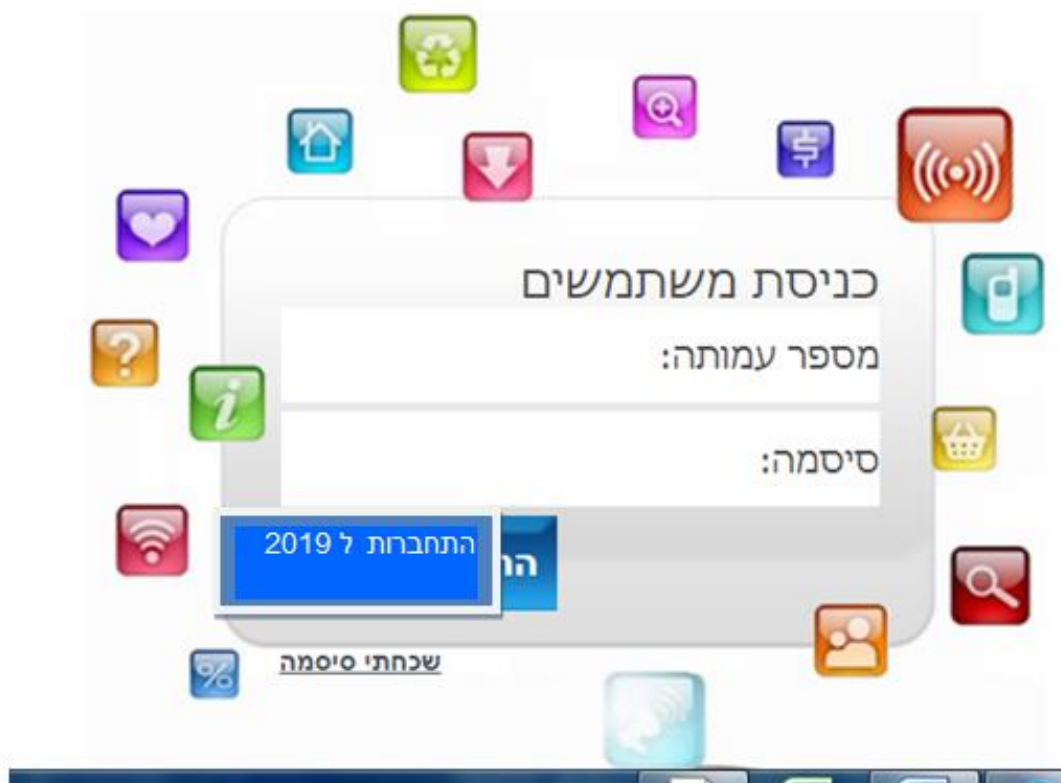 כניסת משתמשים
מספר עמותה:
סיסמה:
התחברות ל 2019
שכחתי סיסמה